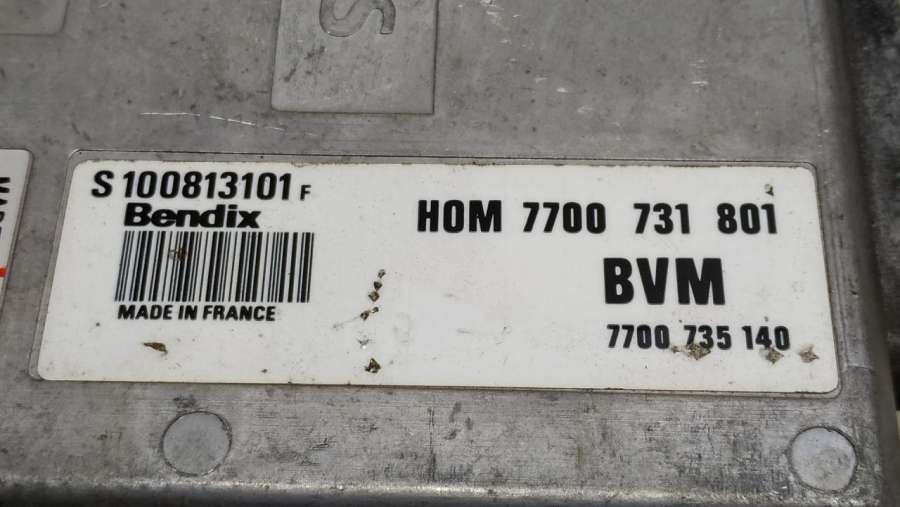 S
S 100813101 F
Bendix
MADE IN FRANCE
HOM 7700 731 801
BVM
7700 735 140